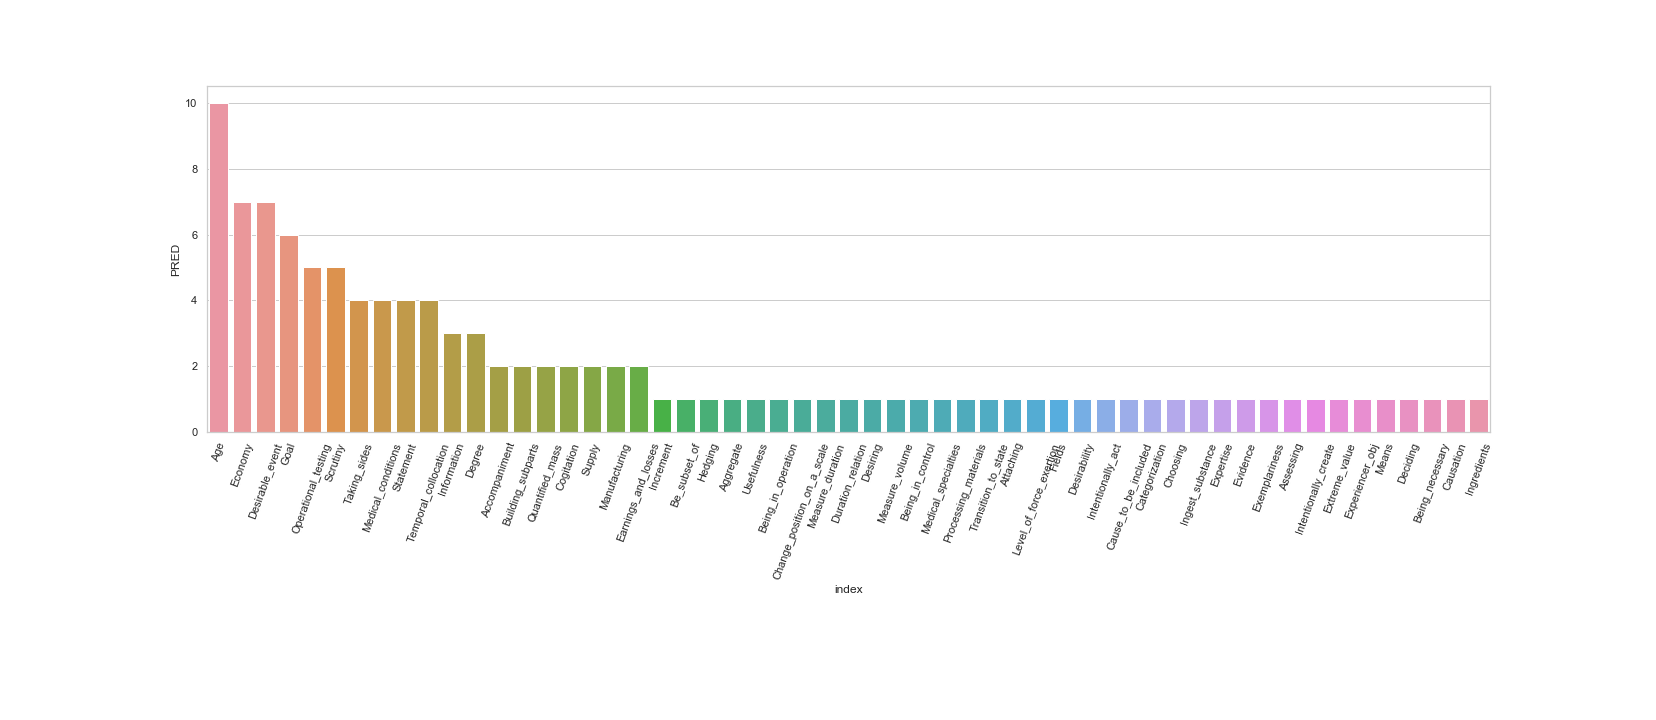 10
8
6
4
2
0
PRED
Age
Economy
Desirable_event
Goal
Operational_testing
Scrutiny
Taking_sides
Medical_conditions
Statement
Temporal_collocation
Information
Degree
Accompaniment
Building_subparts
Quantified_mass
Cogitation
Supply
Manufacturing
Earnings_and_losses
Increment
Be_subset_of
Hedging
Aggregate
Usefulness
Being_in_operation
Change_position_on_a_scale
Measure_duration
Duration_relation
Desiring
Measure_volume
Being_in_control
Medical_specialties
Processing_materials
Transition_to_state
Attaching
Level_of_force_exertion
Fields
Desirability
Intentionally_act
Cause_to_be_included
Categorization
Choosing
Ingest_substance
Expertise
Evidence
Exemplariness
Assessing
Intentionally_create
Extreme_value
Experiencer_obj
Means
Deciding
Being_necessary
Causation
Ingredients
index